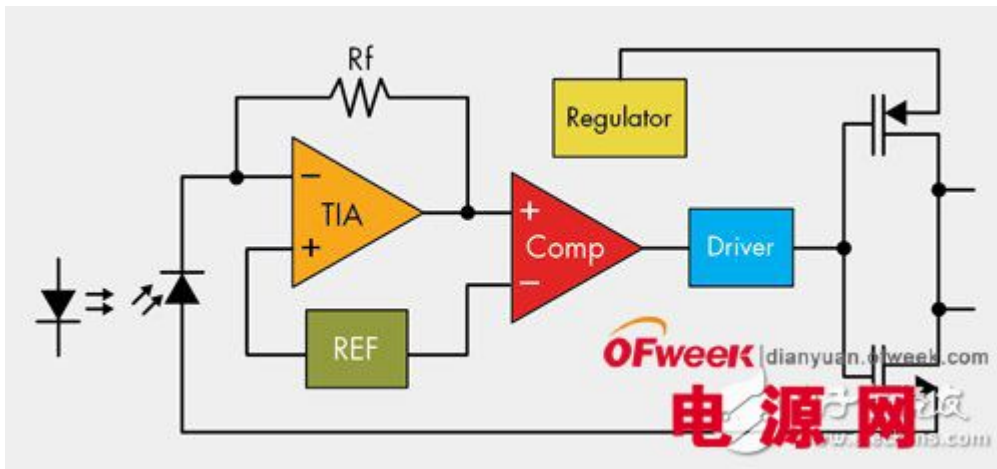 Rf
Regulator
−
TIA
+
+
Comp
−
Driver
REF
OFweek
dianyuan.ofweek.com
电源网